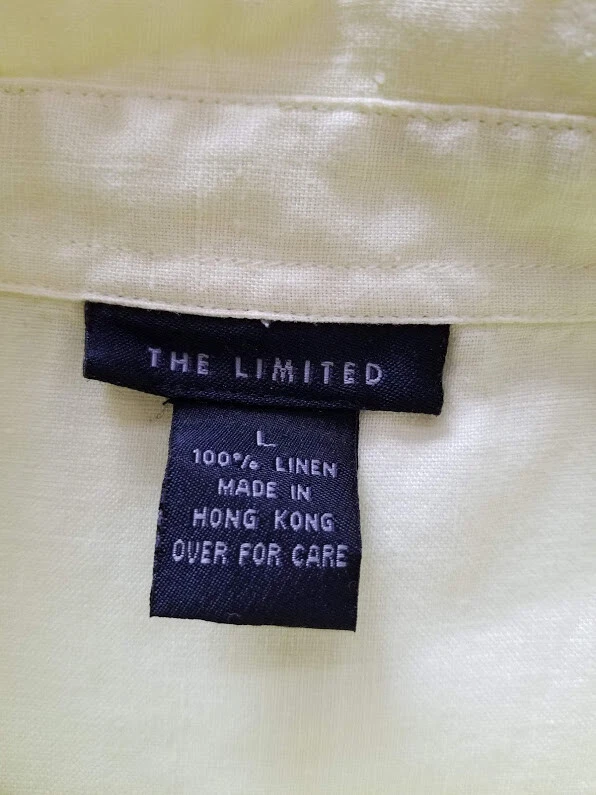 THE LIMITED
L
100% LINEN
MADE IN
HONG KONG
OVER FOR CARE